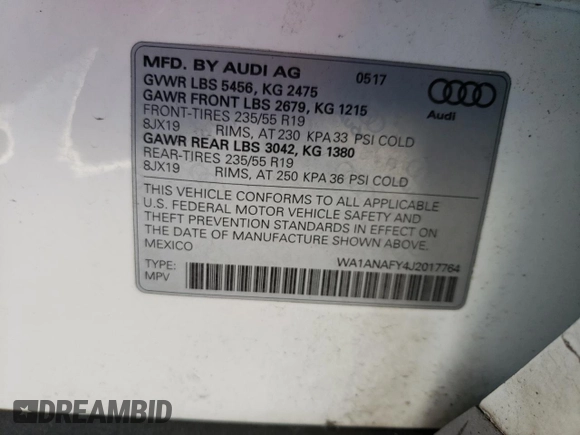 MFD. BY AUDI AG 0517
GVWR LBS 5456, KG 2475
GAWR FRONT LBS 2679, KG 1215
FRONT-TIRES 235/55 R19
8JX19 RIMS, AT 230 KPA 33 PSI COLD
GAWR REAR LBS 3042, KG 1380
REAR-TIRES 235/55 R19
8JX19 RIMS, AT 250 KPA 36 PSI COLD
Audi
THIS VEHICLE CONFORMS TO ALL APPLICABLE
U.S. FEDERAL MOTOR VEHICLE SAFETY AND
THEFT PREVENTION STANDARDS IN EFFECT ON
THE DATE OF MANUFACTURE SHOWN ABOVE.
MEXICO
TYPE: WA1ANAFY4J2017764
MPV
DREAMBID